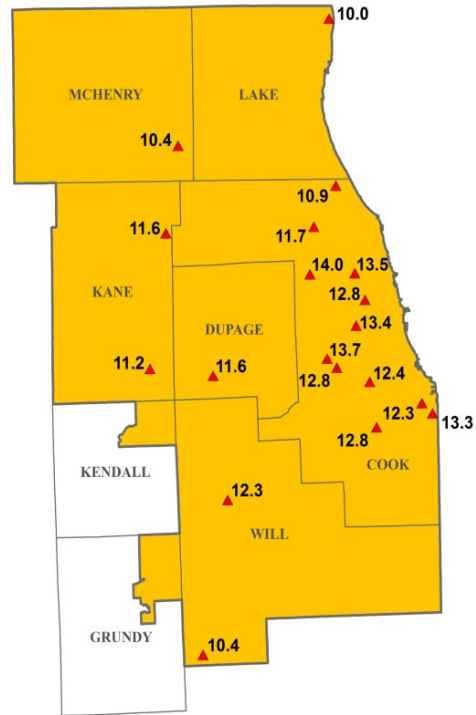 10.0
MCHENRY
LAKE
10.4
10.9
11.6
11.7
14.0
13.5
KANE
12.8
DUPAGE
13.4
13.7
11.2
11.6
12.8
12.4
12.3
13.3
12.8
KENDALL
COOK
12.3
WILL
GRUNDY
10.4